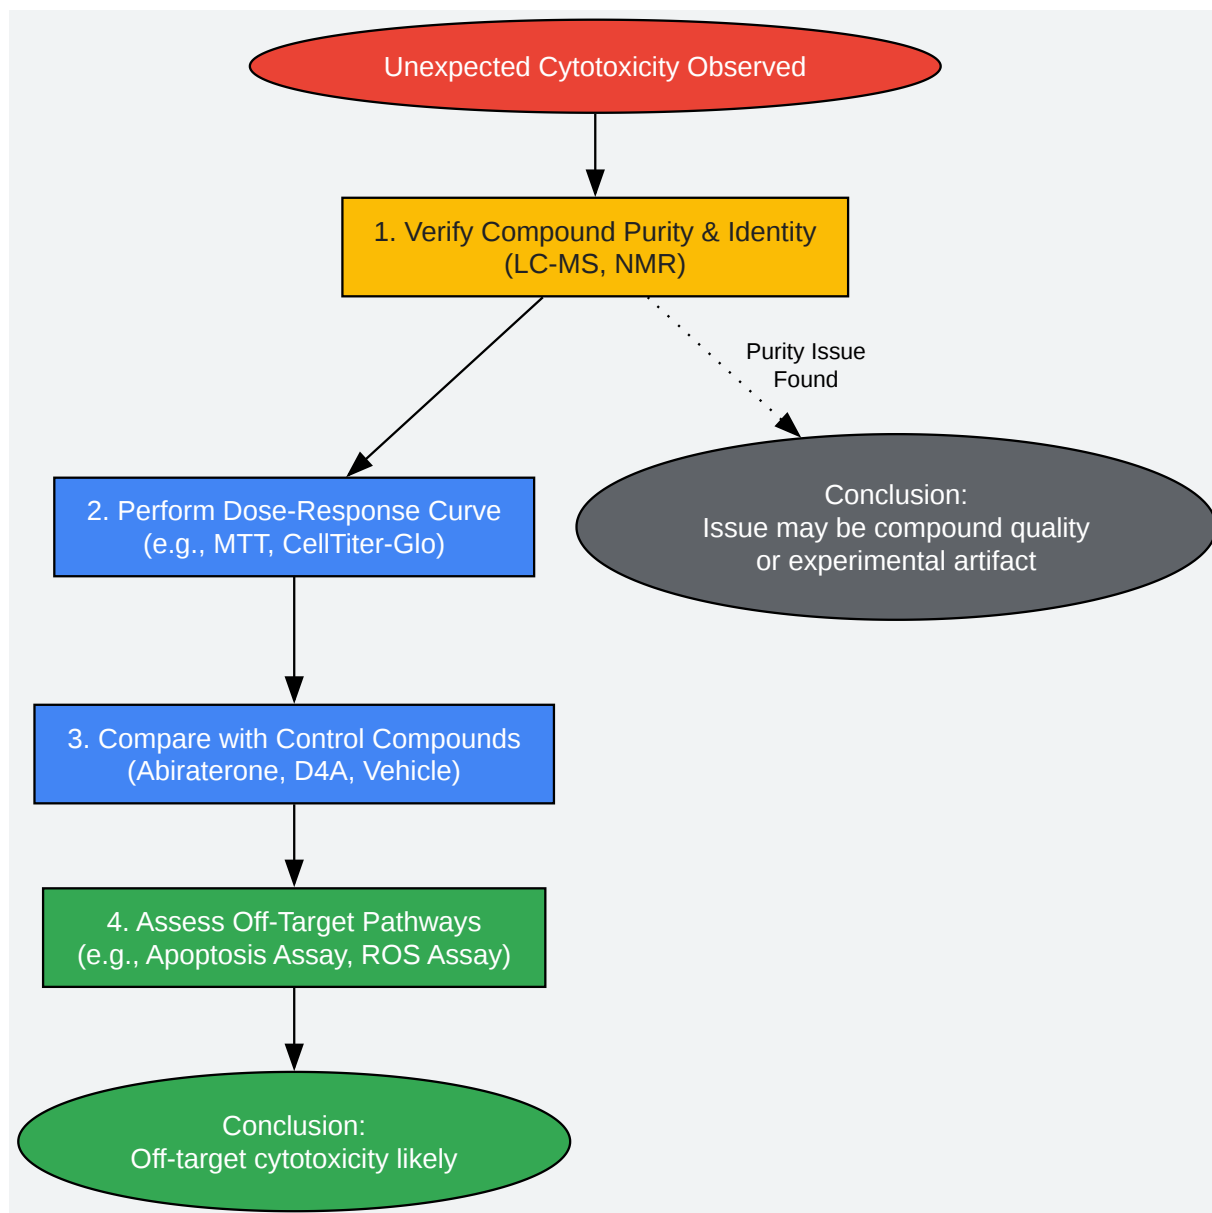 Unexpected Cytotoxicity Observed
1. Verify Compound Purity & Identity
(LC-MS, NMR)
Purity Issue
Found
2. Perform Dose-Response Curve
(e.g., MTT, CellTiter-Glo)
Conclusion:
Issue may be compound quality
or experimental artifact
3. Compare with Control Compounds
(Abiraterone, D4A, Vehicle)
4. Assess Off-Target Pathways
(e.g., Apoptosis Assay, ROS Assay)
Conclusion:
Off-target cytotoxicity likely